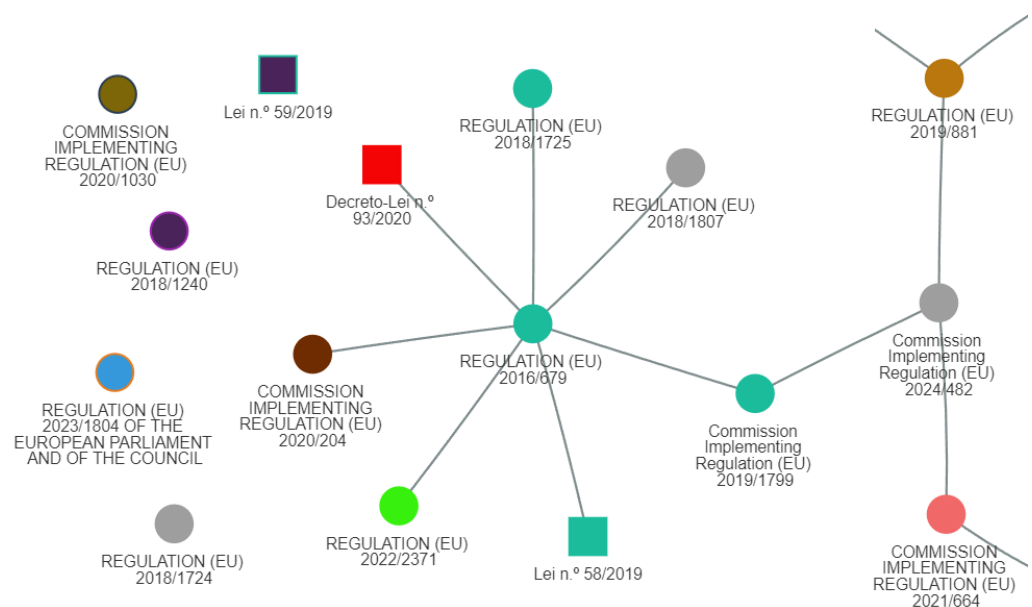 COMMISSION
IMPLEMENTING
REGULATION (EU)
2020/1030
Lei n.º 59/2019
REGULATION (EU)
2018/1725
REGULATION (EU)
2019/881
Decreto-Lei n.º
93/2020
REGULATION (EU)
2018/1807
REGULATION (EU)
2018/1240
REGULATION (EU)
2016/679
Commission
Implementing
Regulation (EU)
2024/482
REGULATION (EU)
2023/1804 OF THE
EUROPEAN PARLIAMENT
AND OF THE COUNCIL
COMMISSION
IMPLEMENTING
REGULATION (EU)
2020/204
Commission
Implementing
Regulation (EU)
2019/1799
REGULATION (EU)
2018/1724
REGULATION (EU)
2022/2371
Lei n.º 58/2019
COMMISSION
IMPLEMENTING
REGULATION (EU)
2021/664